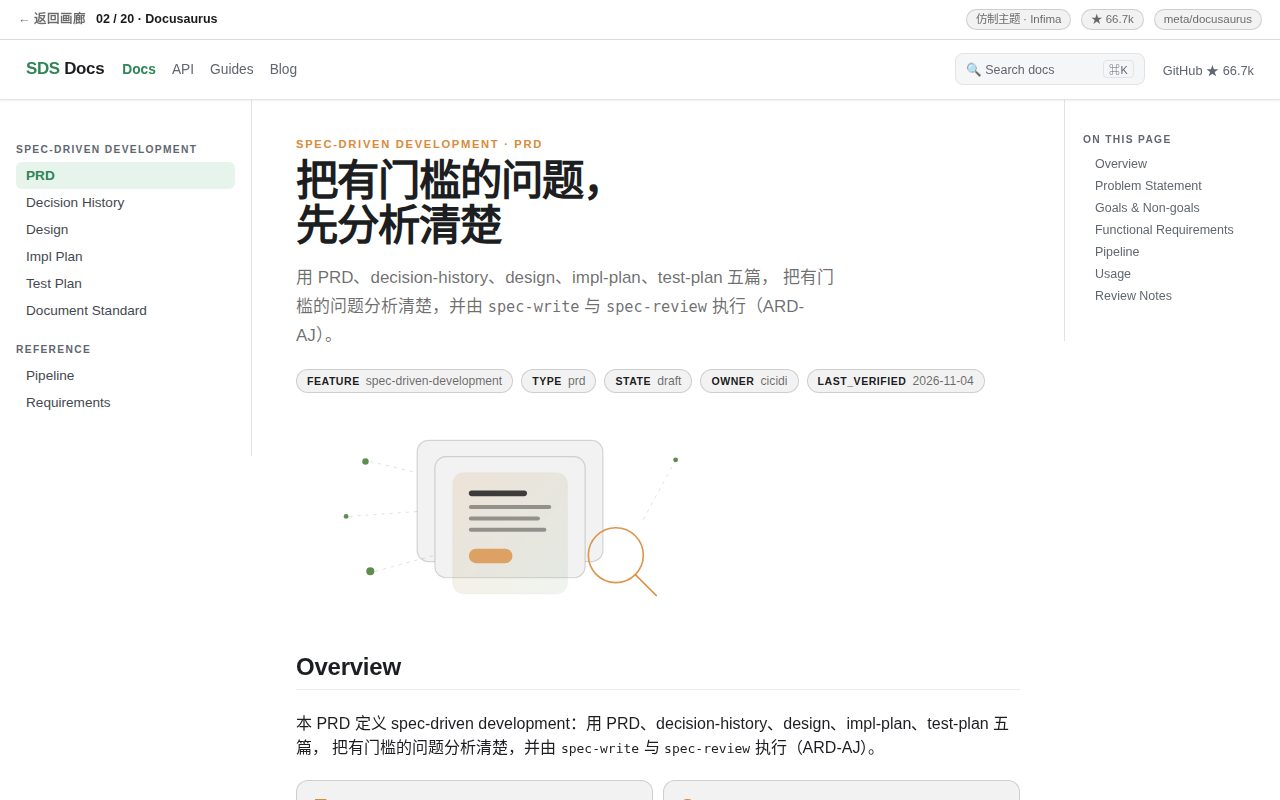 ← 返回画廊 02 / 20 · Docusaurus 仿制主题 · Infima ★ 66.7k meta/docusaurus
SDS Docs Docs API Guides Blog 🔍 Search docs ⌘K GitHub ★ 66.7k
SPEC-DRIVEN DEVELOPMENT
PRD
Decision History
Design
Impl Plan
Test Plan
Document Standard
REFERENCE
Pipeline
Requirements
SPEC-DRIVEN DEVELOPMENT · PRD
把有门槛的问题，
先分析清楚
用 PRD、decision-history、design、impl-plan、test-plan 五篇， 把有门
槛的问题分析清楚，并由 spec-write 与 spec-review 执行（ARD-
AJ）。
FEATURE spec-driven-development TYPE prd STATE draft OWNER cicidi LAST_VERIFIED 2026-11-04
Overview
本 PRD 定义 spec-driven development：用 PRD、decision-history、design、impl-plan、test-plan 五
篇， 把有门槛的问题分析清楚，并由 spec-write 与 spec-review 执行（ARD-AJ）。
ON THIS PAGE
Overview
Problem Statement
Goals & Non-goals
Functional Requirements
Pipeline
Usage
Review Notes